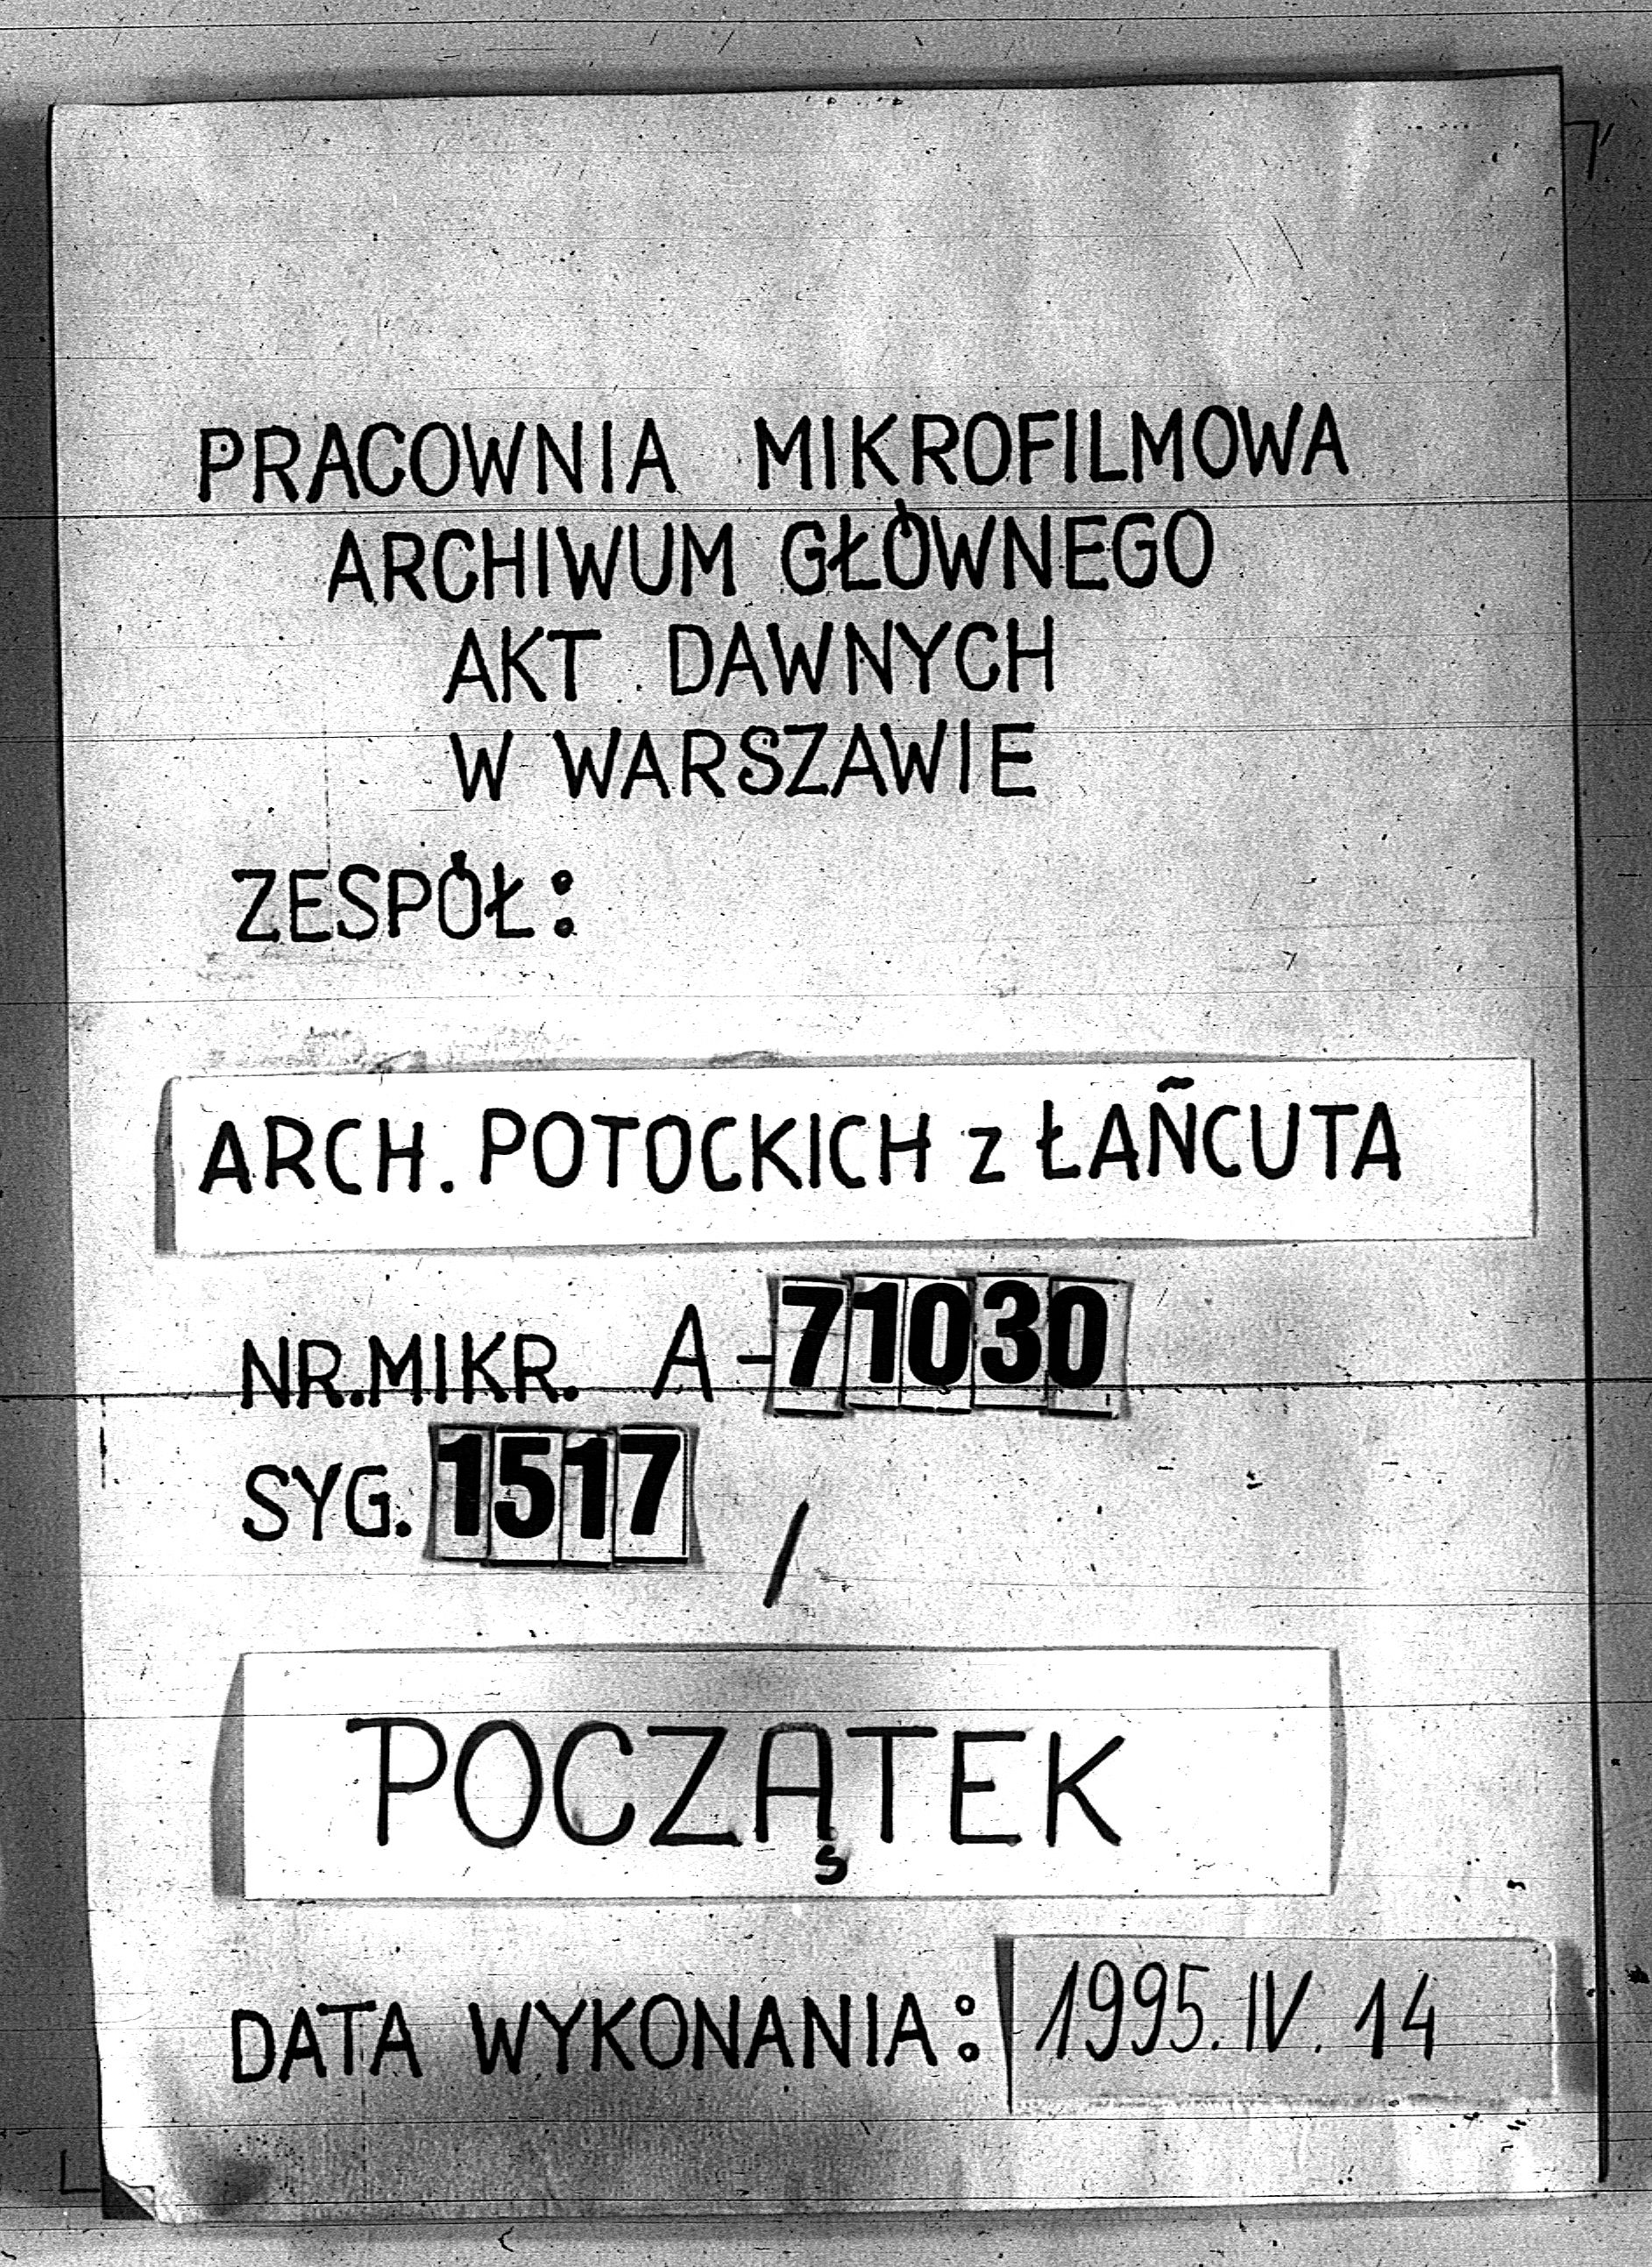 PRACOWNIA MIKROFILMOWA
ARCHIWUM GŁÓWNEGO
AKT DAWNYCH
W WARSZAWIE
ZESPÓŁ:
ARCH. POTOCKICH z ŁAŃCUTA
NR.MIKR. A-71030
SYG. 1517 /
POCZĄTEK
DATA WYKONANIA: 1995.IV.14